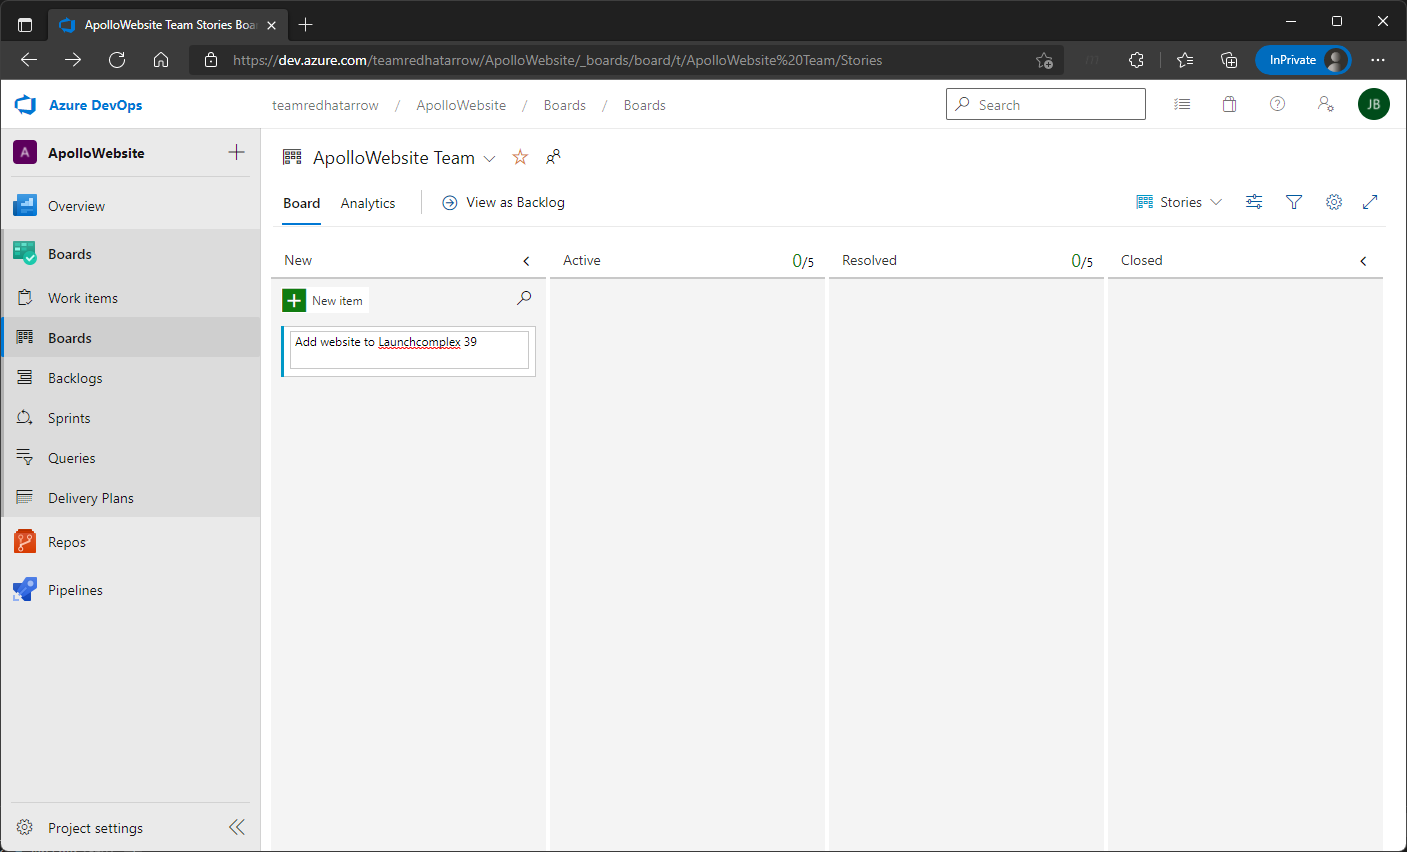 ApolloWebsite Team Stories Boa
https://dev.azure.com/teamredhatarrow/ApolloWebsite/_boards/board/t/ApolloWebsite%20Team/Stories
InPrivate
Azure DevOps
teamredhatarrow / ApolloWebsite / Boards / Boards
Search
JB
A ApolloWebsite
Overview
Boards
Work items
Boards
Backlogs
Sprints
Queries
Delivery Plans
Repos
Pipelines
Project settings
ApolloWebsite Team
Board Analytics View as Backlog
Stories
New Active 0/5 Resolved 0/5 Closed
New item
Add website to Launchcomplex 39